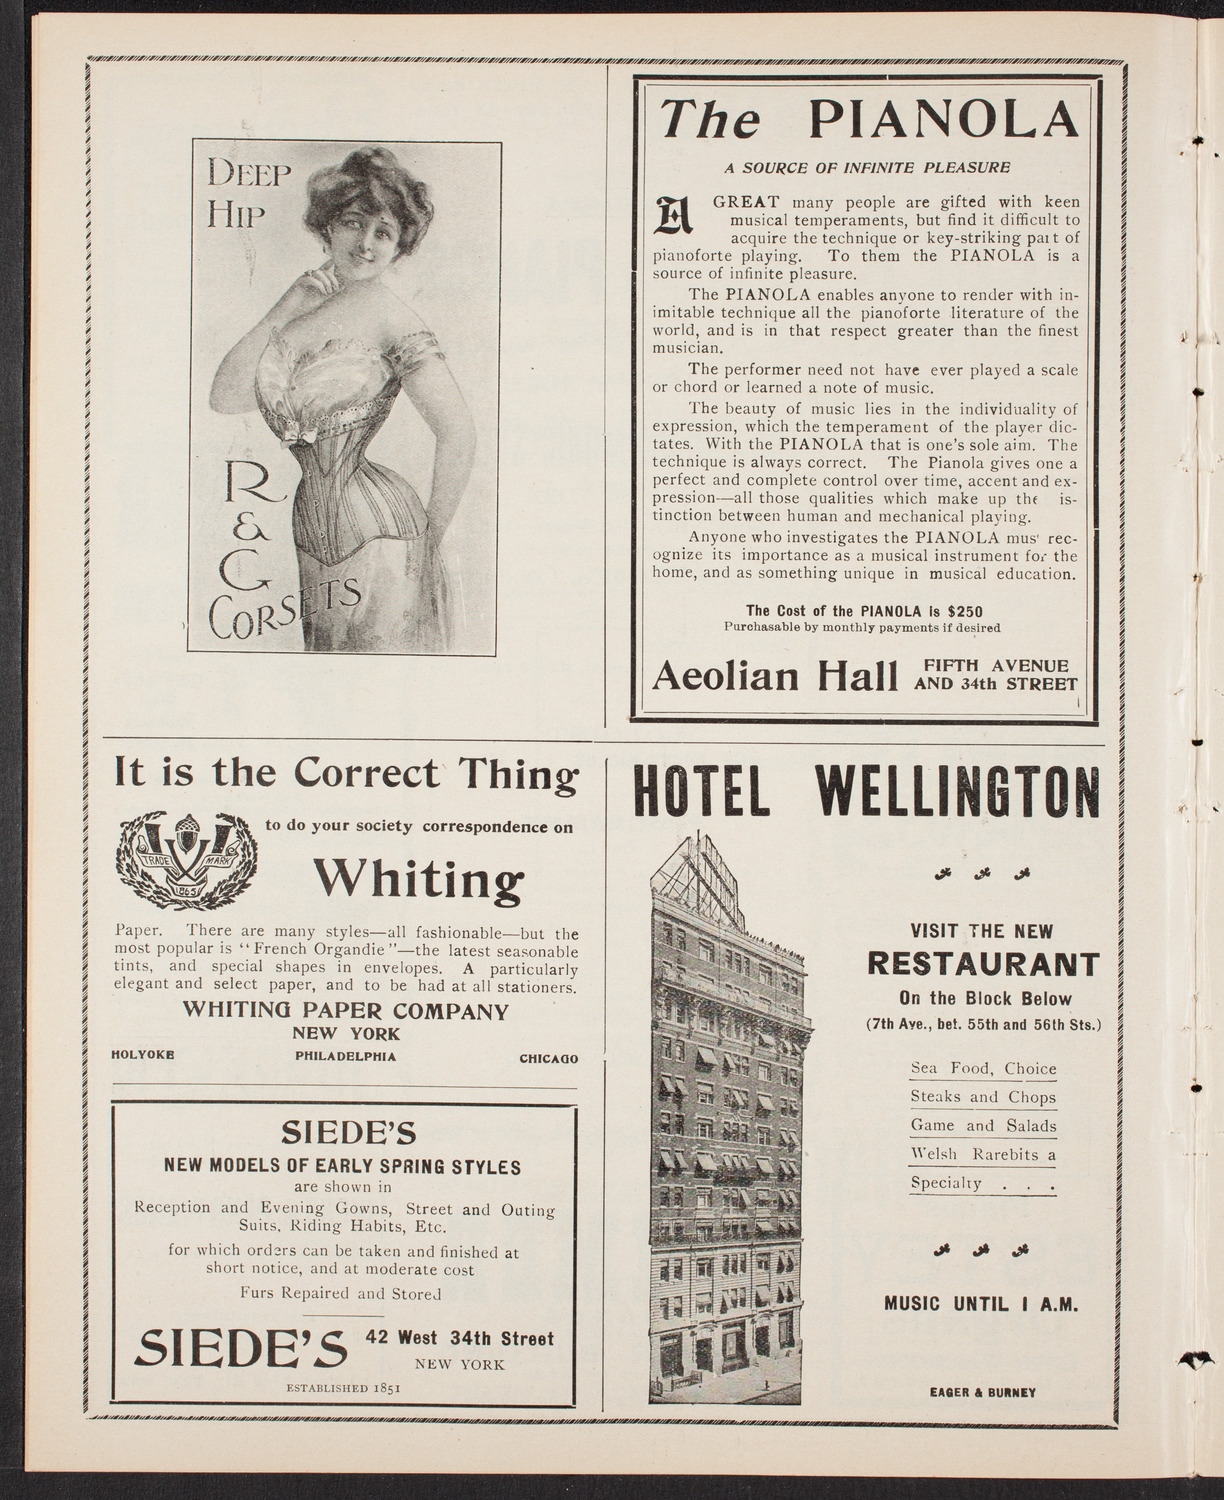 DEEP
HIP
R
&
G
CORSETS
The PIANOLA
A SOURCE OF INFINITE PLEASURE
A GREAT many people are gifted with keen
musical temperaments, but find it difficult to
acquire the technique or key-striking part of
pianoforte playing. To them the PIANOLA is a
source of infinite pleasure.
The PIANOLA enables anyone to render with in-
imitable technique all the pianoforte literature of the
world, and is in that respect greater than the finest
musician.
The performer need not have ever played a scale
or chord or learned a note of music.
The beauty of music lies in the individuality of
expression, which the temperament of the player dic-
tates. With the PIANOLA that is one's sole aim. The
technique is always correct. The Pianola gives one a
perfect and complete control over time, accent and ex-
pression—all those qualities which make up the is-
tinction between human and mechanical playing.
Anyone who investigates the PIANOLA mus' rec-
ognize its importance as a musical instrument for the
home, and as something unique in musical education.
The Cost of the PIANOLA is $250
Purchasable by monthly payments if desired
Aeolian Hall FIFTH AVENUE
AND 34th STREET
It is the Correct Thing
TRADE MARK
1865
to do your society correspondence on
Whiting
Paper. There are many styles—all fashionable—but the
most popular is "French Organdie"—the latest seasonable
tints, and special shapes in envelopes. A particularly
elegant and select paper, and to be had at all stationers.
WHITING PAPER COMPANY
NEW YORK
HOLYOKE PHILADELPHIA CHICAGO
SIEDE'S
NEW MODELS OF EARLY SPRING STYLES
are shown in
Reception and Evening Gowns, Street and Outing
Suits, Riding Habits, Etc.
for which orders can be taken and finished at
short notice, and at moderate cost
Furs Repaired and Stored
SIEDE'S 42 West 34th Street
NEW YORK
ESTABLISHED 1851
HOTEL WELLINGTON
VISIT THE NEW
RESTAURANT
On the Block Below
(7th Ave., bet. 55th and 56th Sts.)
Sea Food, Choice
Steaks and Chops
Game and Salads
Welsh Rarebits a
Specialty . . .
MUSIC UNTIL 1 A.M.
EAGER & BURNEY